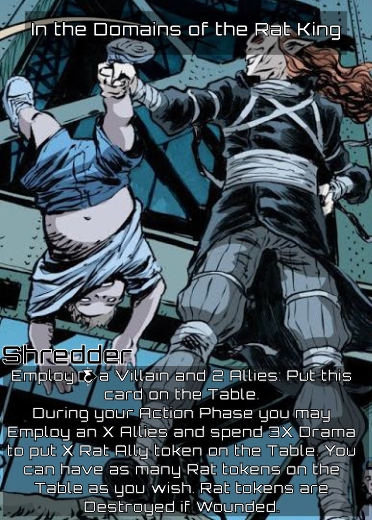 In the Domains of the Rat King
Shredder
Employ a Villain and 2 Allies: Put this
card on the Table.
During your Action Phase you may
Employ an X Allies and spend 3X Drama
to put X Rat Ally token on the Table. You
can have as many Rat tokens on the
Table as you wish. Rat tokens are
Destroyed if Wounded.